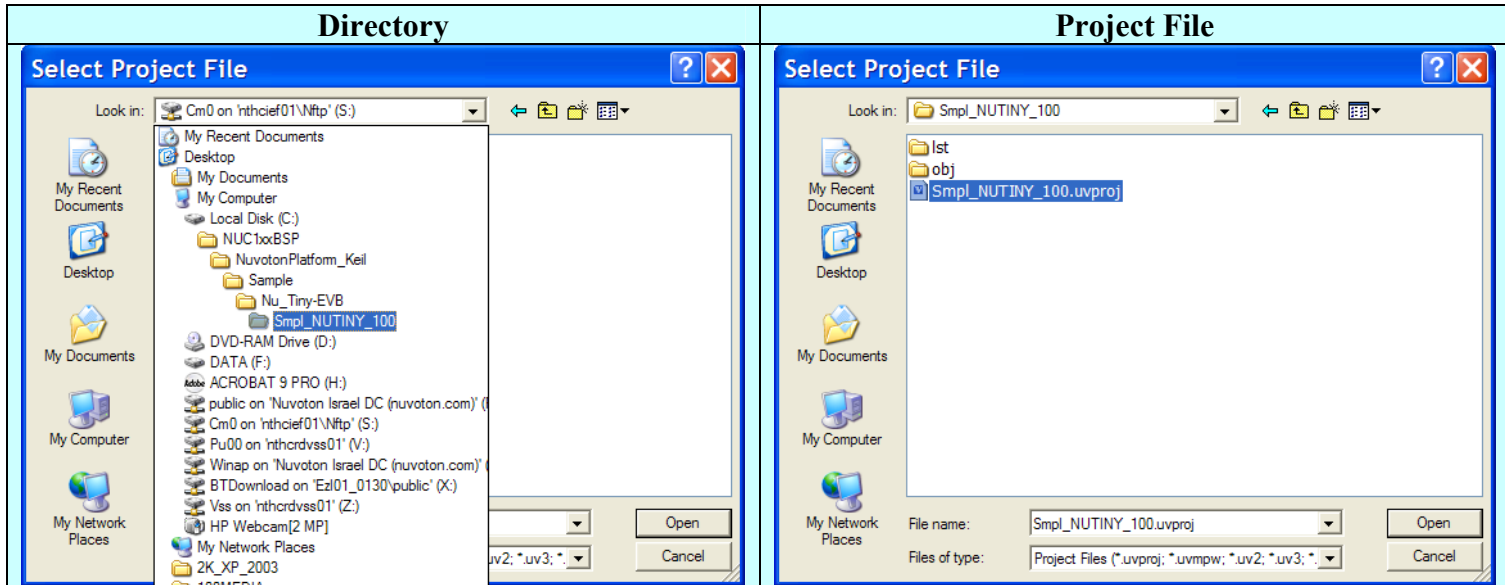 Directory
Project File
Select Project File
Look in: Cm0 on 'nthcief01\Nftp' (S:)
My Recent Documents
Desktop
My Documents
My Computer
Local Disk (C:)
NUC1xxBSP
NuvotonPlatform_Keil
Sample
Nu_Tiny-EVB
Smpl_NUTINY_100
DVD-RAM Drive (D:)
DATA (F:)
Adobe ACROBAT 9 PRO (H:)
public on 'Nuvoton Israel DC (nuvoton.com)' (
Cm0 on 'nthcief01\Nftp' (S:)
Pu00 on 'nthcrdvss01' (V:)
Winap on 'Nuvoton Israel DC (nuvoton.com)' (
BTDownload on 'Ezl01_0130\public' (X:)
Vss on 'nthcrdvss01' (Z:)
HP Webcam[2 MP]
My Network Places
2K_XP_2003
My Recent
Documents
Desktop
My Documents
My Computer
My Network
Places
Open
uv2; *.uv3; *.
Cancel
Select Project File
Look in: Smpl_NUTINY_100
lst
obj
Smpl_NUTINY_100.uvproj
My Recent
Documents
Desktop
My Documents
My Computer
My Network
Places
File name: Smpl_NUTINY_100.uvproj
Open
Files of type: Project Files (*.uvproj; *.uvmpw; *.uv2; *.uv3; *.
Cancel